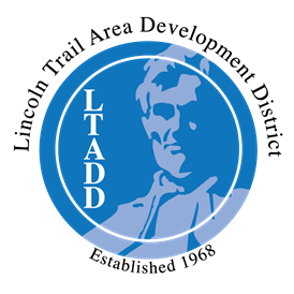 Lincoln Trail Area Development District
LTADD
Established 1968